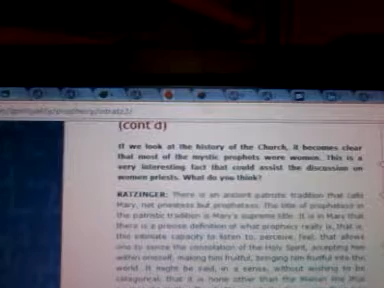 (cont'd)
If we look at the history of the Church, it becomes clear
that most of the mystic prophets were women. This is a
very interesting fact that could assist the discussion on
women priests. What do you think?
RATZINGER: There is an ancient patristic tradition that calls
Mary, not priestess but prophetess. The title of prophetess in
the patristic tradition is Mary's supreme title. It is in Mary that
there is a precise definition of what prophecy really is, that is,
this intimate capacity to listen to, perceive, feel, that allows
one to sense the consolation of the Holy Spirit, accepting him
within oneself, making him fruitful, bringing him fruitful into the
world. It might be said, in a sense, without wishing to be
categorical, that it is none other than the Marian line that